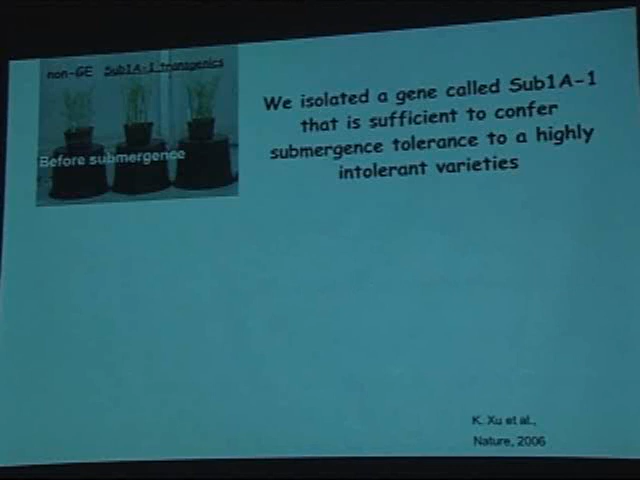 non-GE Sub1A-1 transgenics
Before submergence
We isolated a gene called Sub1A-1
that is sufficient to confer
submergence tolerance to a highly
intolerant varieties
K. Xu et al.,
Nature, 2006